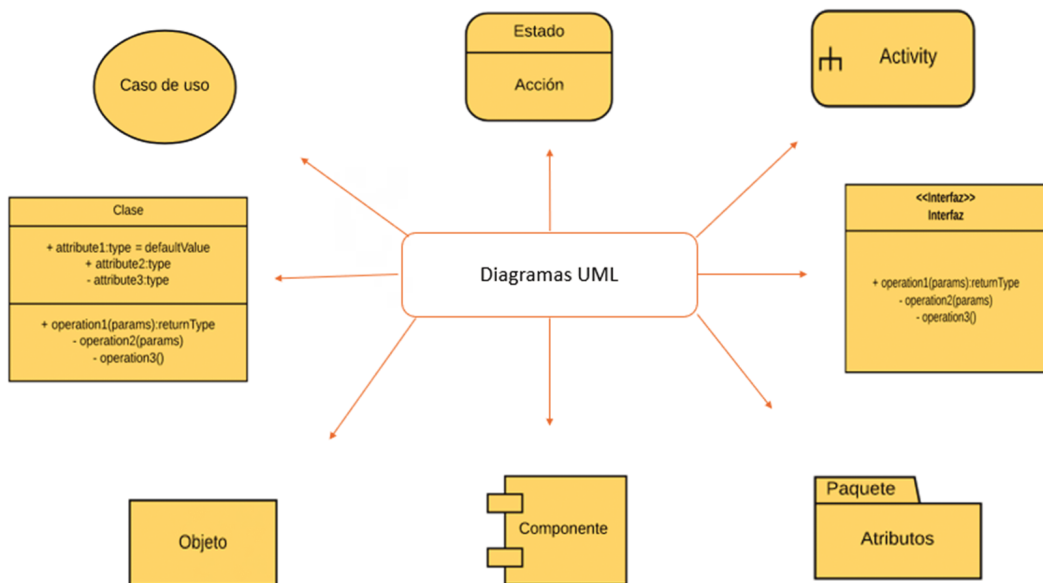 Caso de uso
Estado
Acción
Activity
Clase
+ attribute1:type = defaultValue
+ attribute2:type
- attribute3:type
+ operation1(params):returnType
- operation2(params)
- operation3()
Diagramas UML
<<Interfaz>>
Interfaz
+ operation1(params):returnType
- operation2(params)
- operation3()
Objeto
Componente
Paquete
Atributos